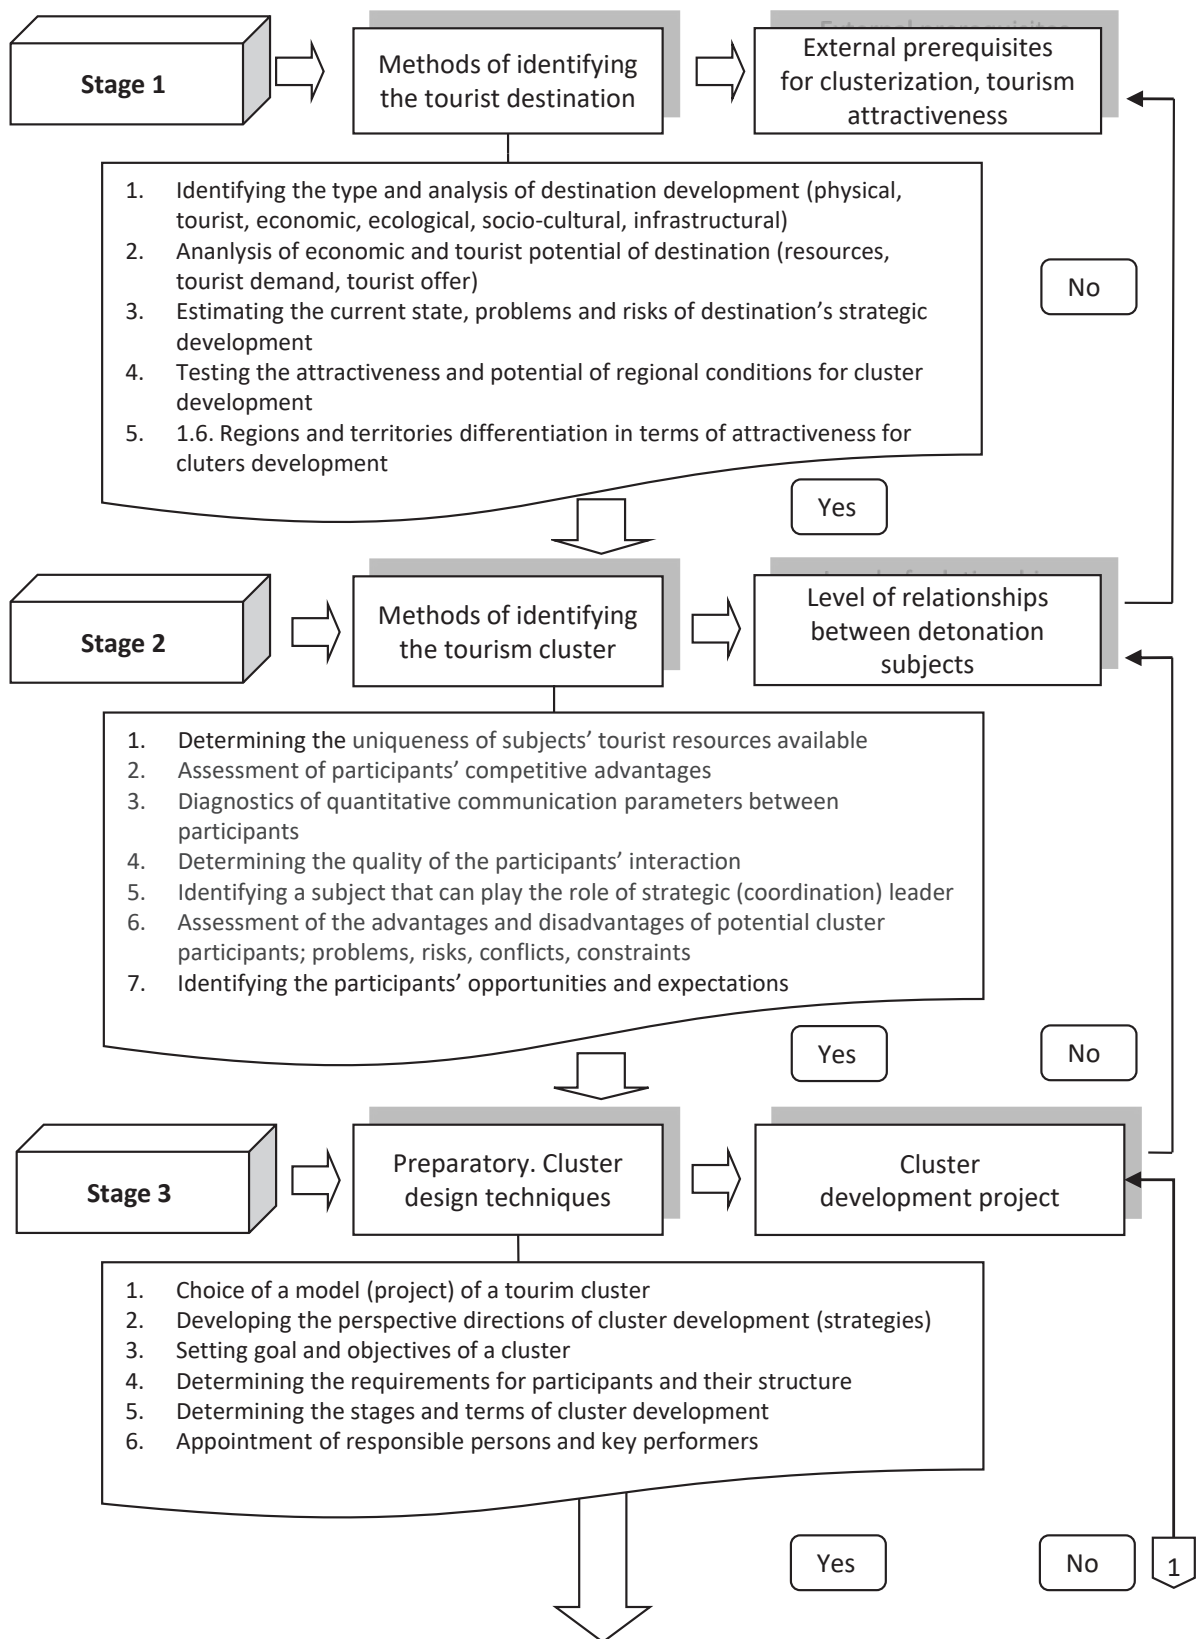 Stage 1
Methods of identifying
the tourist destination
External prerequisites
for clusterization, tourism
attractiveness
1. Identifying the type and analysis of destination development (physical,
tourist, economic, ecological, socio-cultural, infrastructural)
2. Ananlysis of economic and tourist potential of destination (resources,
tourist demand, tourist offer)
3. Estimating the current state, problems and risks of destination’s strategic
development
4. Testing the attractiveness and potential of regional conditions for cluster
development
5. 1.6. Regions and territories differentiation in terms of attractiveness for
cluters development
No
Yes
Stage 2
Methods of identifying
the tourism cluster
Level of relationships
between detonation
subjects
1. Determining the uniqueness of subjects’ tourist resources available
2. Assessment of participants’ competitive advantages
3. Diagnostics of quantitative communication parameters between
participants
4. Determining the quality of the participants’ interaction
5. Identifying a subject that can play the role of strategic (coordination) leader
6. Assessment of the advantages and disadvantages of potential cluster
participants; problems, risks, conflicts, constraints
7. Identifying the participants’ opportunities and expectations
Yes
No
Stage 3
Preparatory. Cluster
design techniques
Cluster
development project
1. Choice of a model (project) of a tourim cluster
2. Developing the perspective directions of cluster development (strategies)
3. Setting goal and objectives of a cluster
4. Determining the requirements for participants and their structure
5. Determining the stages and terms of cluster development
6. Appointment of responsible persons and key performers
Yes
No
1